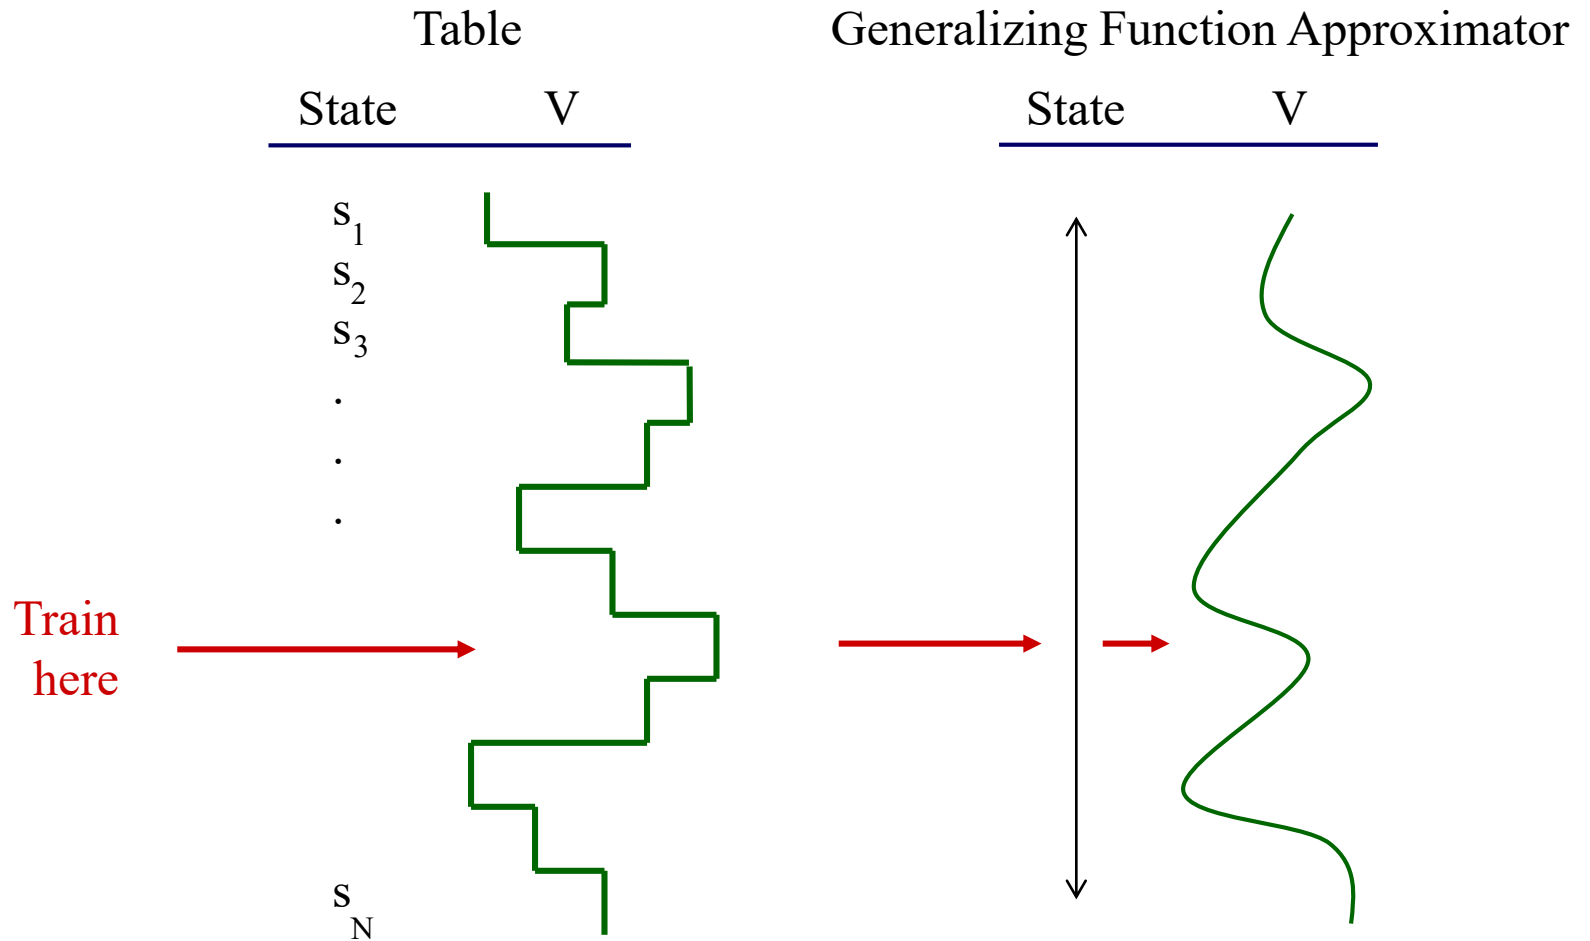 Table
Generalizing Function Approximator
State V
State V
s1
s2
s3
.
.
.
Train
here
sN